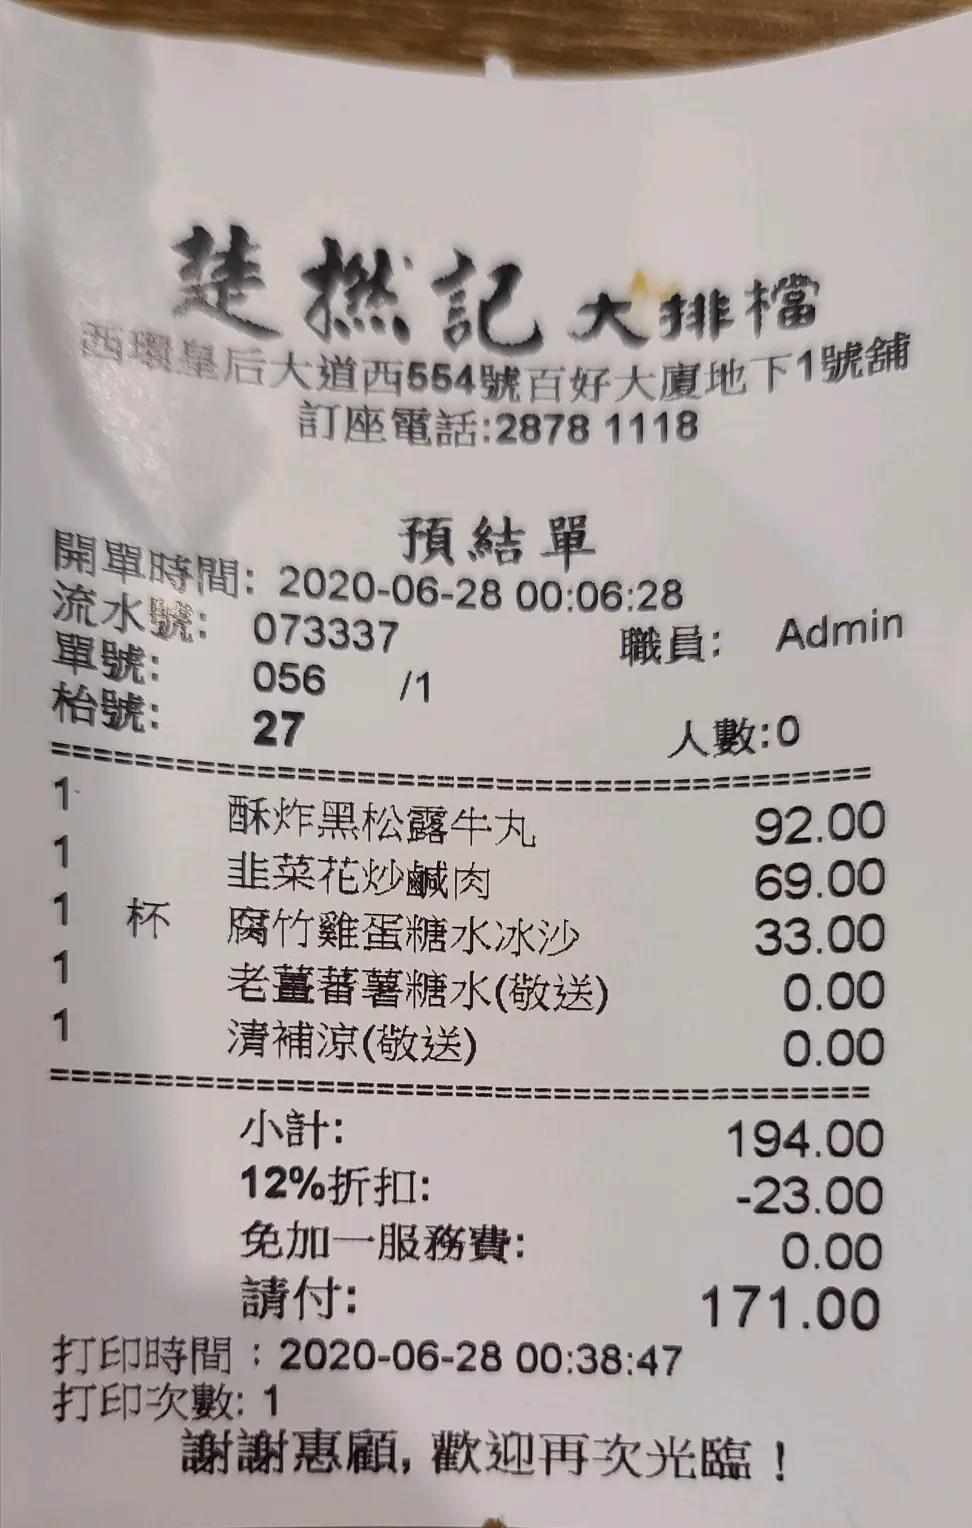 楚撚記大排檔
西環皇后大道西554號百好大廈地下1號舖
訂座電話:2878 1118
預結單
開單時間: 2020-06-28 00:06:28
流水號: 073337 職員: Admin
單號: 056 /1
枱號: 27 人數:0
===========================================
1 酥炸黑松露牛丸 92.00
1 韭菜花炒鹹肉 69.00
1 杯 腐竹雞蛋糖水冰沙 33.00
1 老薑蕃薯糖水(敬送) 0.00
1 清補涼(敬送) 0.00
===========================================
小計: 194.00
12%折扣: -23.00
免加一服務費: 0.00
請付: 171.00
打印時間：2020-06-28 00:38:47
打印次數: 1
謝謝惠顧, 歡迎再次光臨！